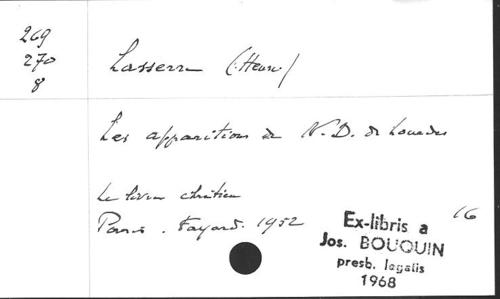 269
270
8
Lasserre (Henri)
Les apparitions de N.D. de Lourdes
Le livre chrétien
Paris. Fayard. 1952
16
Ex-libris a
Jos. BOUQUIN
presb. legatis
1968